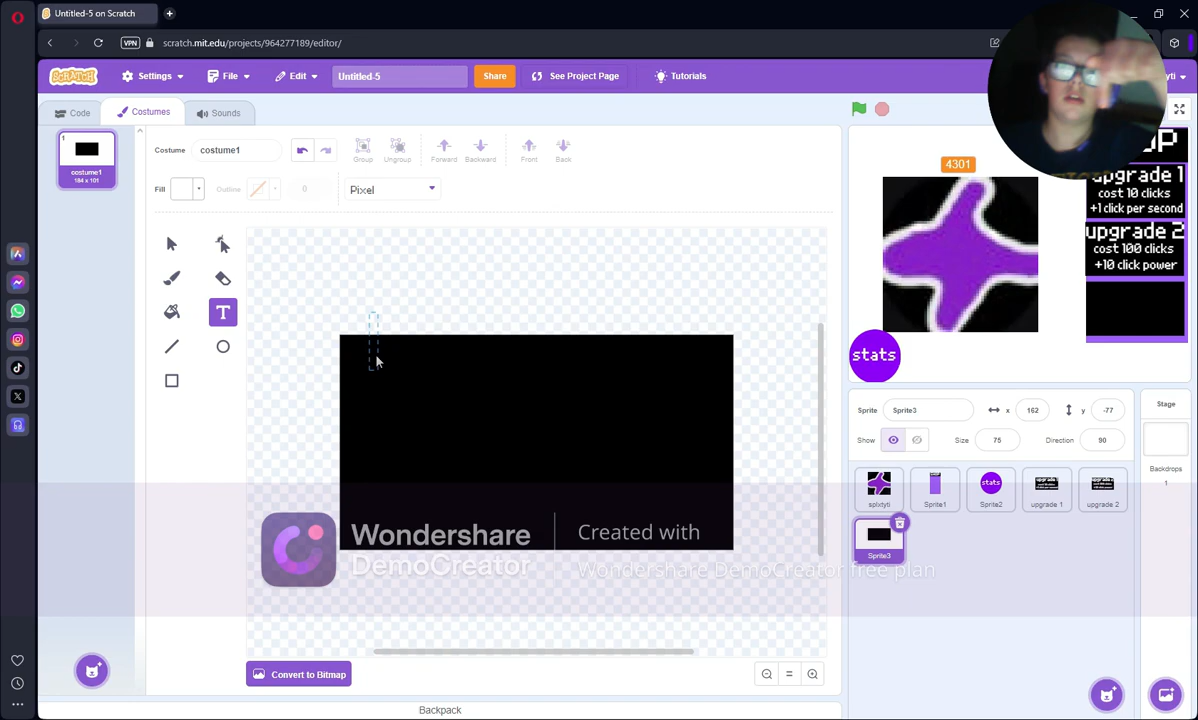 Untitled-5 on Scratch
VPN
scratch.mit.edu/projects/964277189/editor/
SCRATCH
Settings
File
Edit
Untitled-5
Share
See Project Page
Tutorials
Code
Costumes
Sounds
1
costume1
184 x 101
Costume
costume1
Group
Ungroup
Forward
Backward
Front
Back
Fill
Outline
0
Pixel
T
4301
upgrade 1
cost 10 clicks
+1 click per second
upgrade 2
cost 100 clicks
+10 click power
stats
Sprite
Sprite3
x
162
y
-77
Show
Size
75
Direction
90
Stage
Backdrops
1
splxtyti
Sprite1
stats
Sprite2
upgrade 1
upgrade 2
Sprite3
Wondershare
DemoCreator
Created with
Wondershare DemoCreator free plan
Convert to Bitmap
Backpack